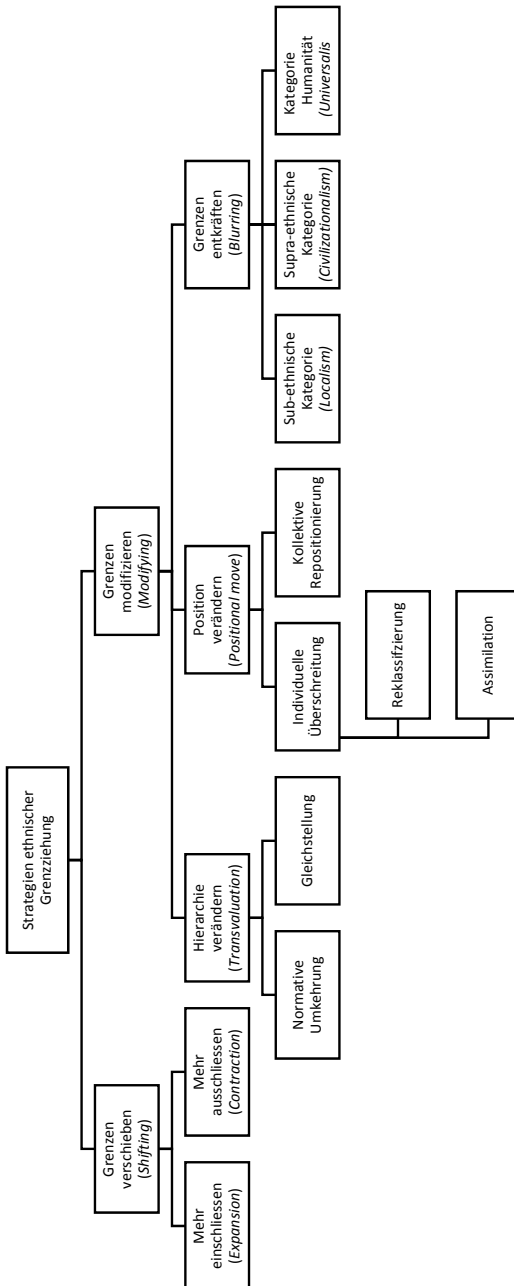 Strategien ethnischer
Grenzziehung
Grenzen
verschieben
(Shifting)
Grenzen
modifizieren
(Modifying)
Mehr
einschliessen
(Expansion)
Mehr
ausschliessen
(Contraction)
Hierarchie
verändern
(Transvaluation)
Position
verändern
(Positional move)
Grenzen
entkräften
(Blurring)
Normative
Umkehrung
Gleichstellung
Individuelle
Überschreitung
Kollektive
Repositionierung
Sub-ethnische
Kategorie
(Localism)
Supra-ethnische
Kategorie
(Civilizationalism)
Kategorie
Humanität
(Universalis
Reklassifzierung
Assimilation